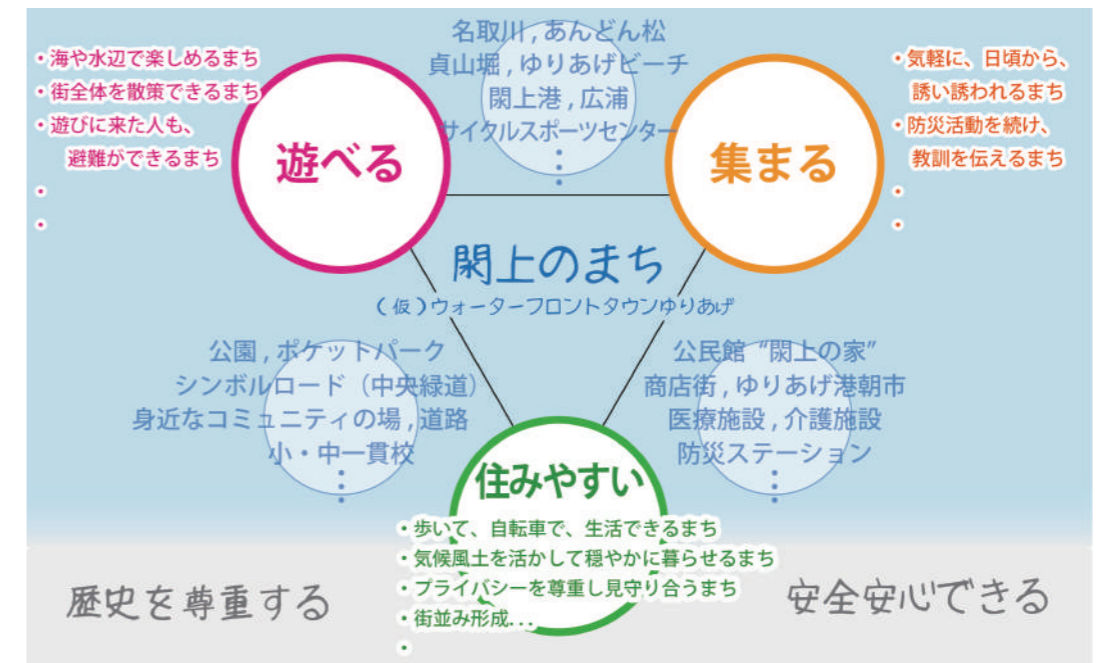 名取川 , あんどん松
貞山堀 , ゆりあげビーチ
閖上港 , 広浦
サイクルスポーツセンター
・海や水辺で楽しめるまち
・街全体を散策できるまち
・遊びに来た人も、
避難ができるまち
・
・
遊べる
集まる
・気軽に、日頃から、
誘い誘われるまち
・防災活動を続け、
教訓を伝えるまち
・
・
閖上のまち
(仮)ウォーターフロントタウンゆりあげ
公園 , ポケットパーク
シンボルロード(中央緑道)
身近なコミュニティの場 , 道路
小・中一貫校
公民館 “閖上の家”
商店街 , ゆりあげ港朝市
医療施設 , 介護施設
防災ステーション
住みやすい
・歩いて、自転車で、生活できるまち
・気候風土を活かして穏やかに暮らせるまち
・プライバシーを尊重し見守り合うまち
・街並み形成...
・
歴史を尊重する
安全安心できる